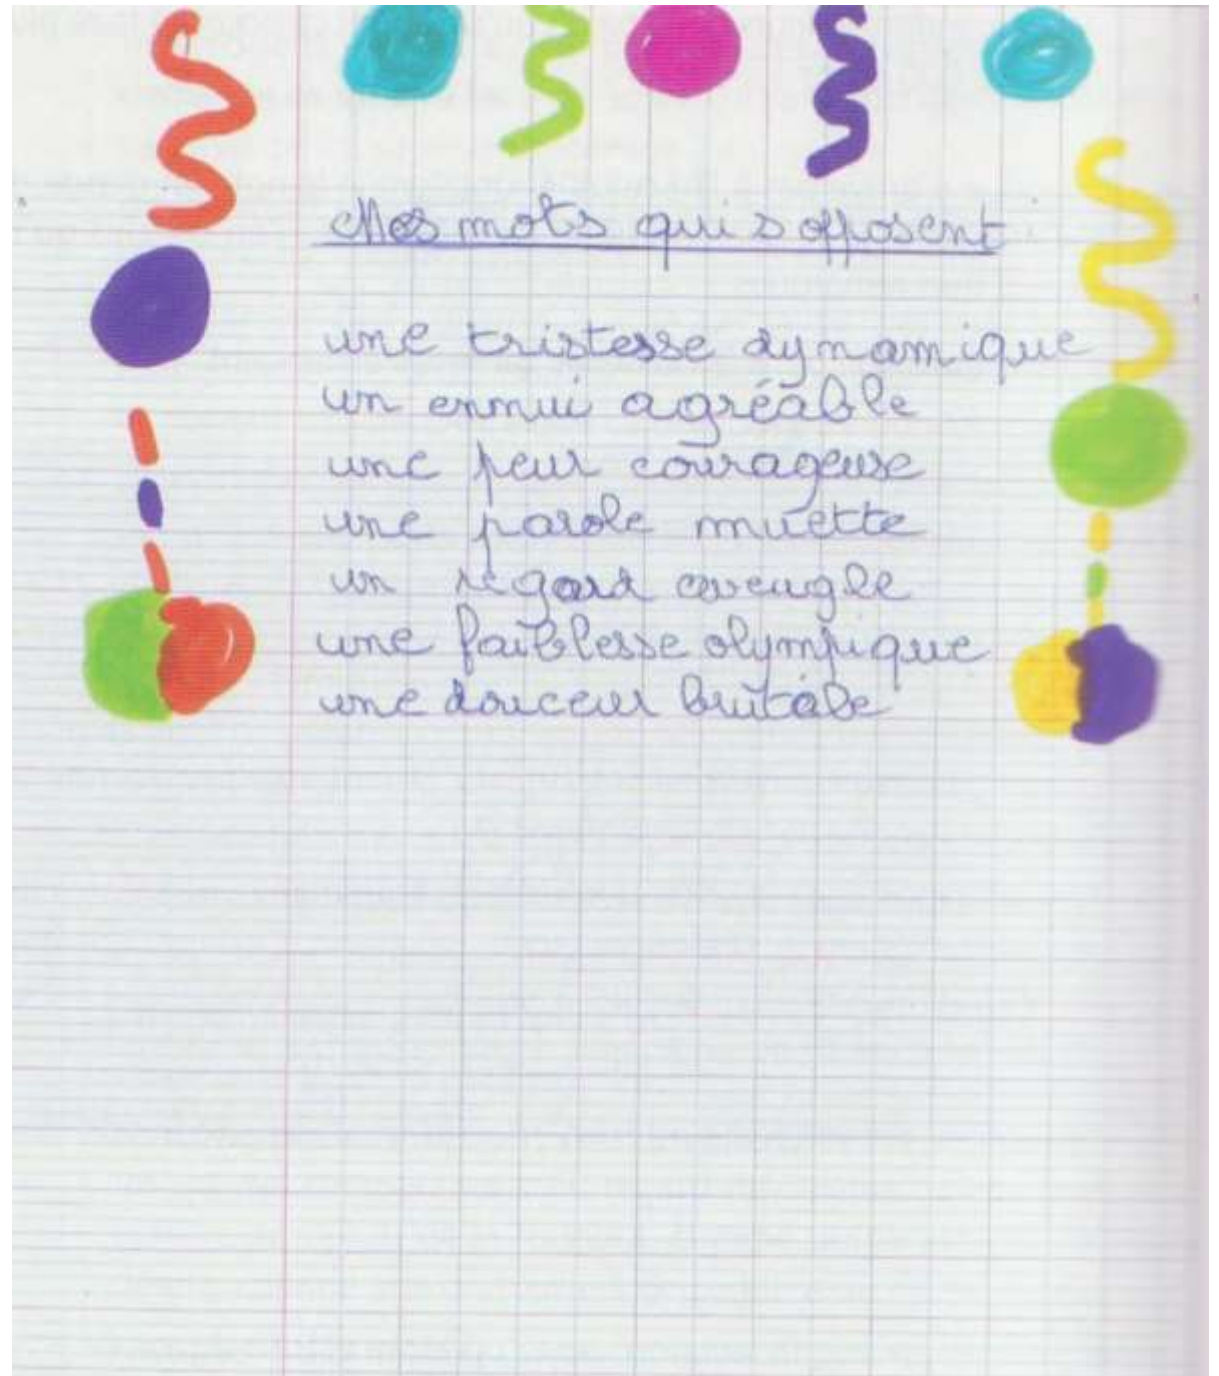 Mes mots qui s opposent :
une tristesse dynamique
un ennui agréable
une peur courageuse
une parole muette
un regard aveugle
une faiblesse olympique
une douceur brutale